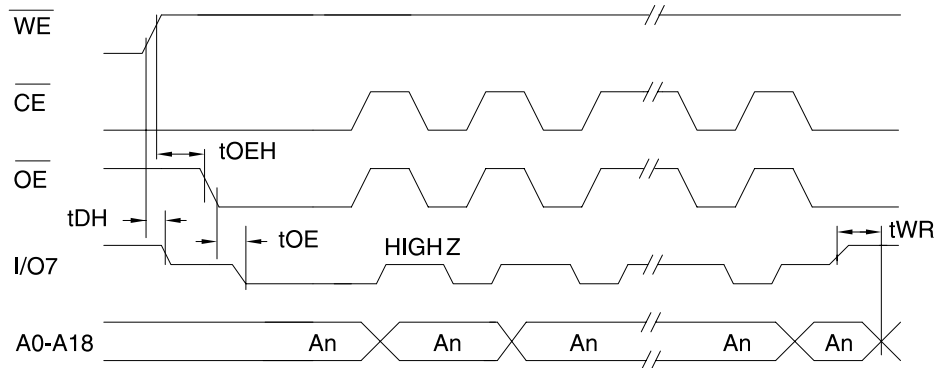 WE
CE
tOEH
OE
tDH
tOE
HIGH Z
tWR
I/O7
A0-A18 An An An An An